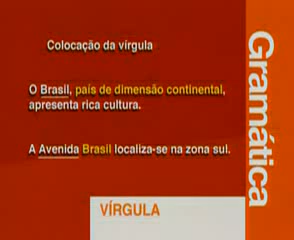 Colocação da vírgula
O Brasil, país de dimensão continental,
apresenta rica cultura.
A Avenida Brasil localiza-se na zona sul.
VÍRGULA
Gramática